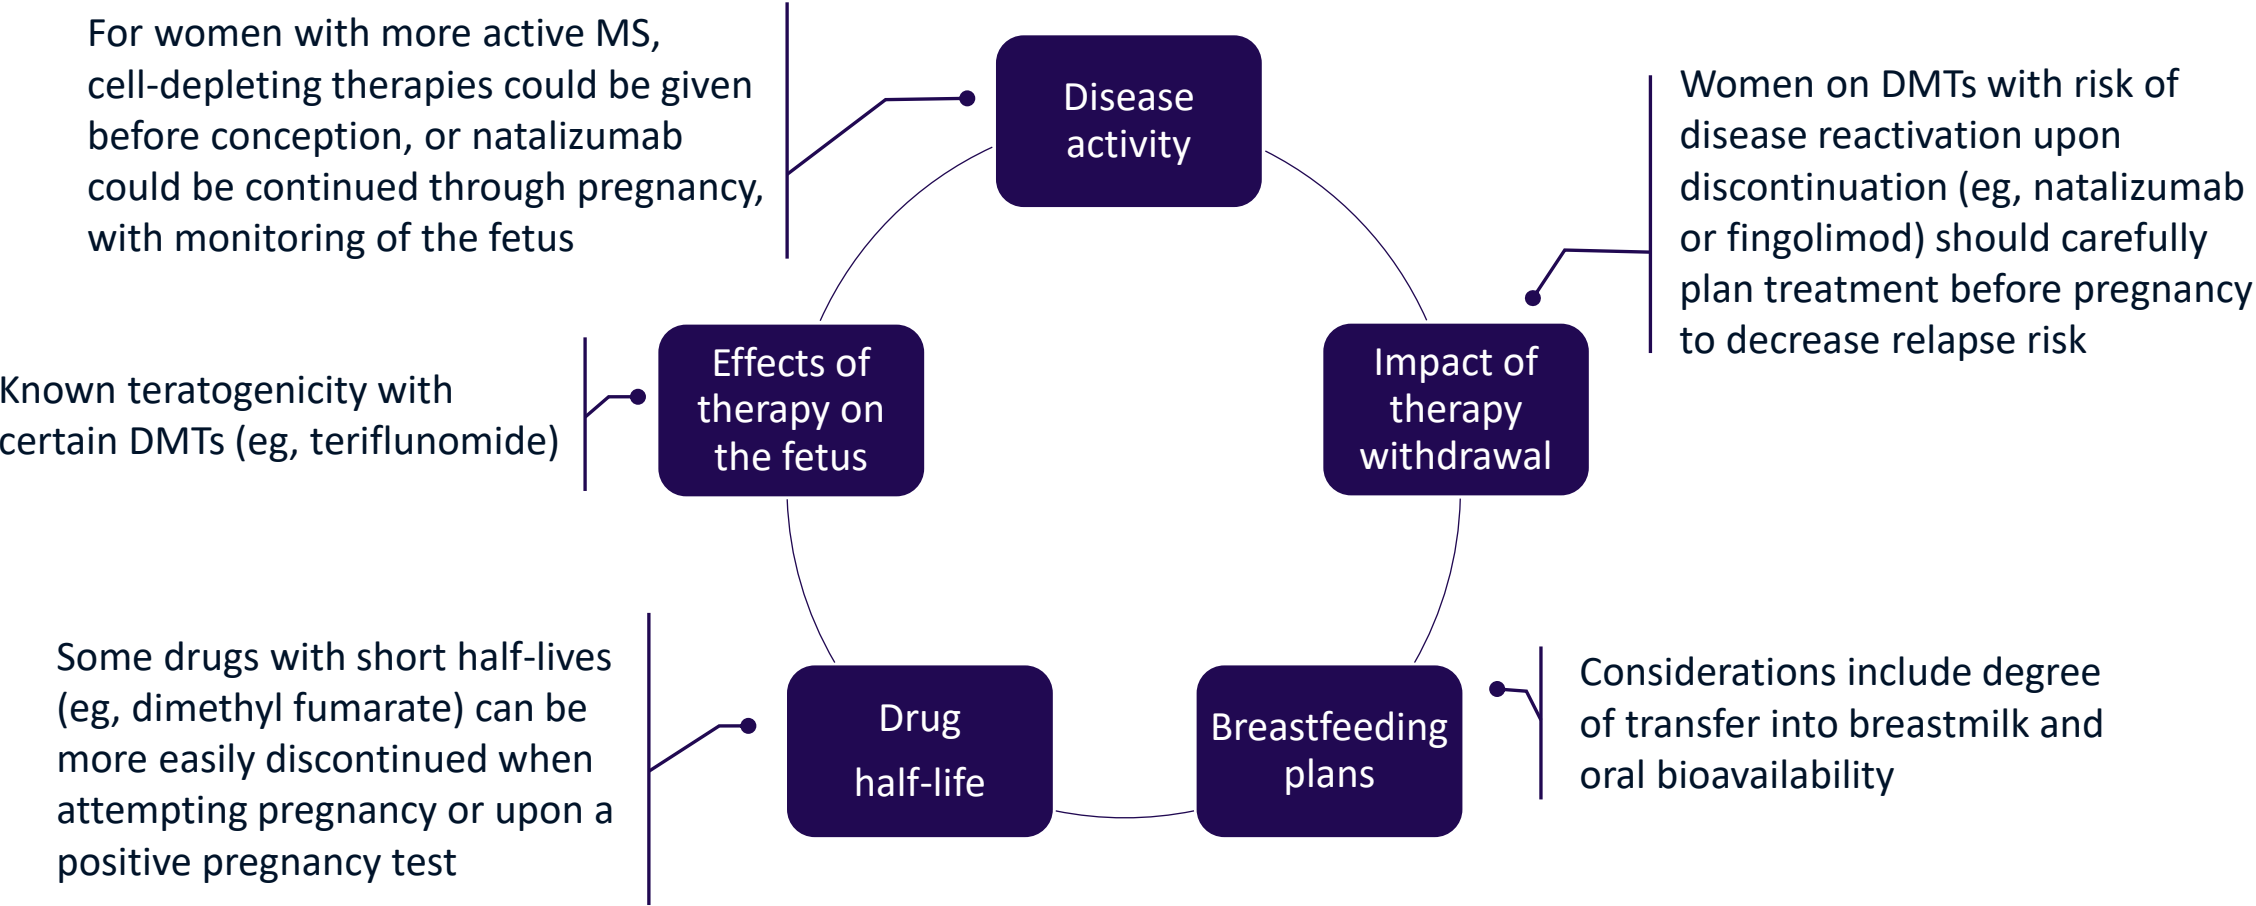 For women with more active MS,
cell-depleting therapies could be given
before conception, or natalizumab
could be continued through pregnancy,
with monitoring of the fetus
Disease
activity
Women on DMTs with risk of
disease reactivation upon
discontinuation (eg, natalizumab
or fingolimod) should carefully
plan treatment before pregnancy
to decrease relapse risk
Known teratogenicity with
certain DMTs (eg, teriflunomide)
Effects of
therapy on
the fetus
Impact of
therapy
withdrawal
Some drugs with short half-lives
(eg, dimethyl fumarate) can be
more easily discontinued when
attempting pregnancy or upon a
positive pregnancy test
Drug
half-life
Breastfeeding
plans
Considerations include degree
of transfer into breastmilk and
oral bioavailability